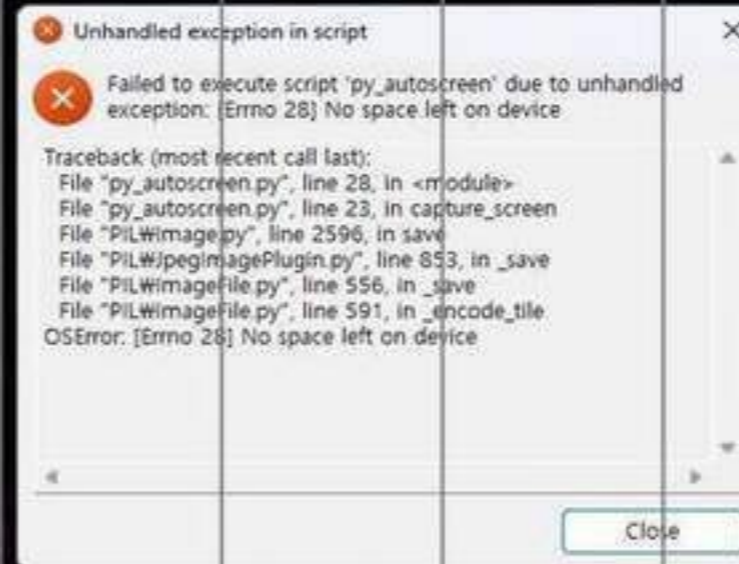 Unhandled exception in script
Failed to execute script 'py_autoscreen' due to unhandled
exception: [Errno 28] No space left on device
Traceback (most recent call last):
File "py_autoscreen.py", line 28, in <module>
File "py_autoscreen.py", line 23, in capture_screen
File "PIL₩Image.py", line 2596, in save
File "PIL₩JpegImagePlugin.py", line 853, in _save
File "PIL₩ImageFile.py", line 556, in _save
File "PIL₩ImageFile.py", line 591, in _encode_tile
OSError: [Errno 28] No space left on device
Close